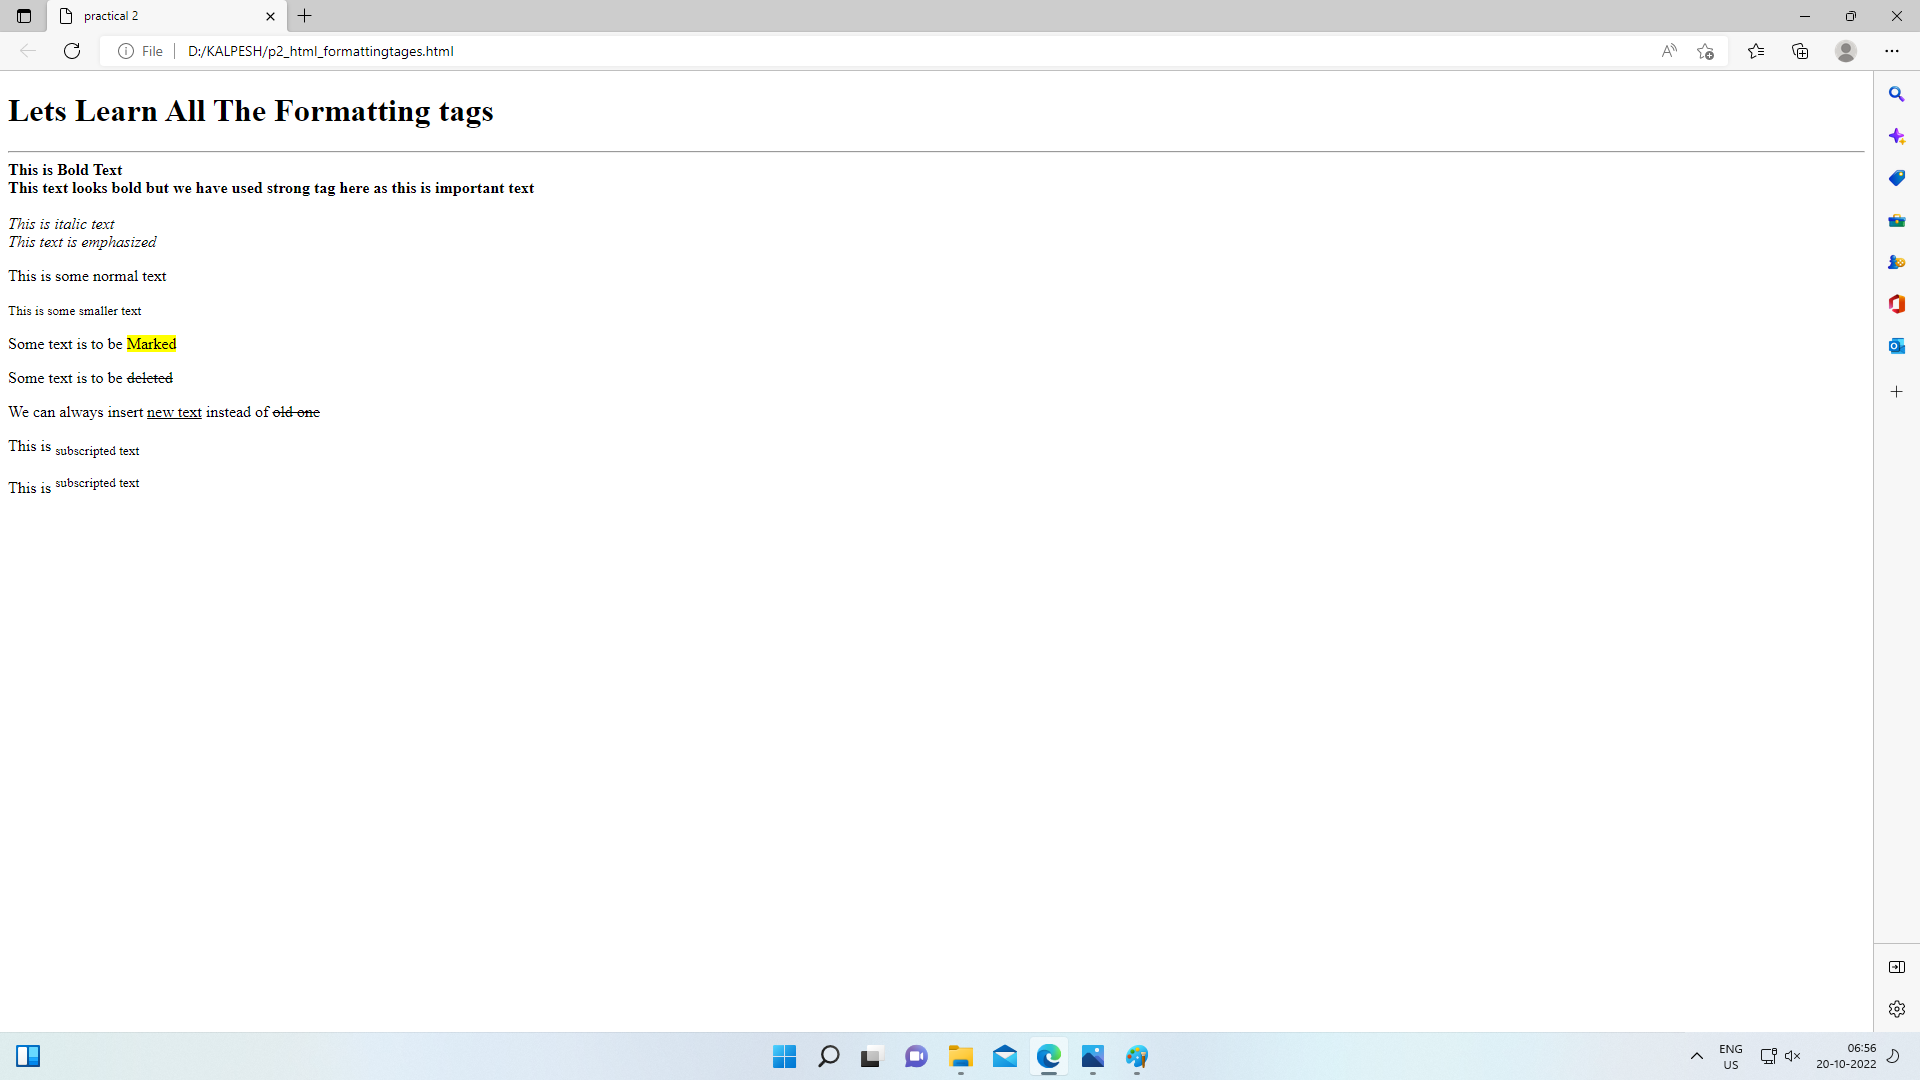 practical 2
File D:/KALPESH/p2_html_formattingtages.html
Lets Learn All The Formatting tags
This is Bold Text
This text looks bold but we have used strong tag here as this is important text
This is italic text
This text is emphasized
This is some normal text
This is some smaller text
Some text is to be Marked
Some text is to be deleted
We can always insert new text instead of old one
This is subscripted text
This is subscripted text
ENG
US
06:56
20-10-2022